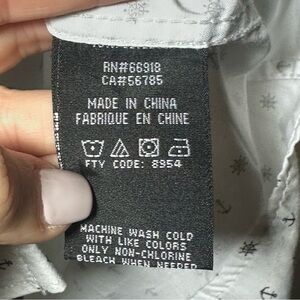 RN#66918
CA#56785
MADE IN CHINA
FABRIQUE EN CHINE
FTY CODE: 8954
MACHINE WASH COLD
WITH LIKE COLORS
ONLY NON-CHLORINE
BLEACH WHEN NEEDED